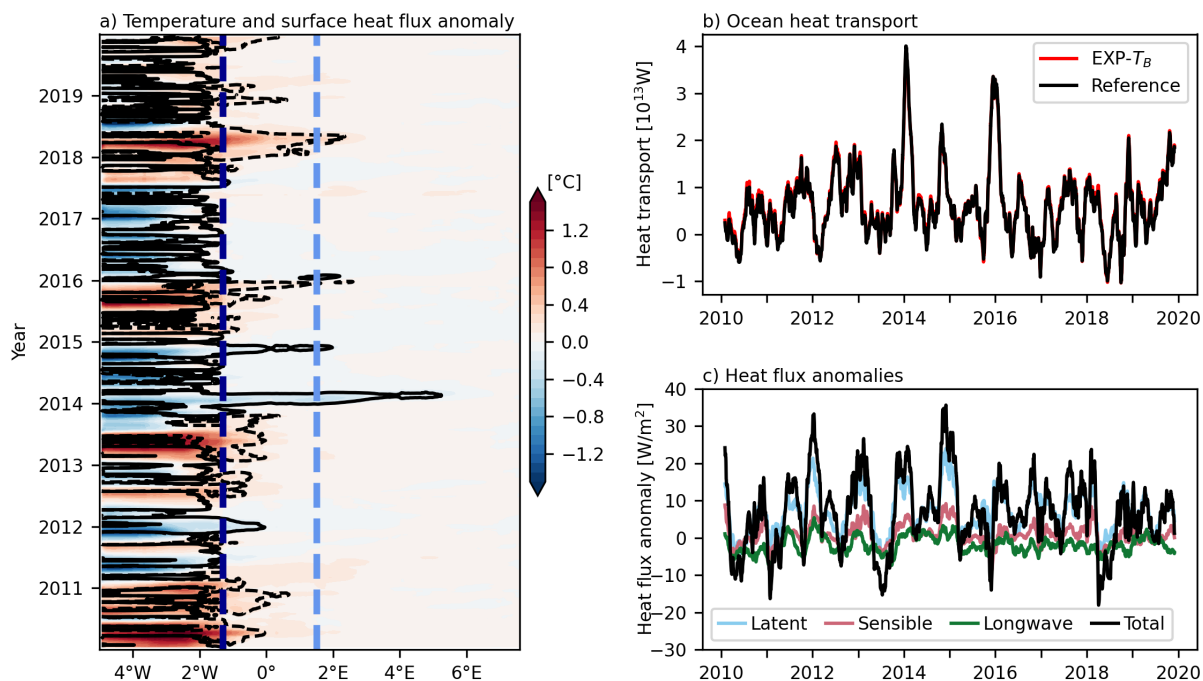 a) Temperature and surface heat flux anomaly
Year
2019
2018
2017
2016
2015
2014
2013
2012
2011
4°W 2°W 0° 2°E 4°E 6°E
[°C]
1.2
0.8
0.4
0.0
−0.4
−0.8
−1.2
b) Ocean heat transport
Heat transport [10¹³W]
4
3
2
1
0
−1
EXP-T_B
Reference
2010 2012 2014 2016 2018 2020
c) Heat flux anomalies
Heat flux anomaly [W/m²]
40
30
20
10
0
−10
−20
−30
Latent Sensible Longwave Total
2010 2012 2014 2016 2018 2020